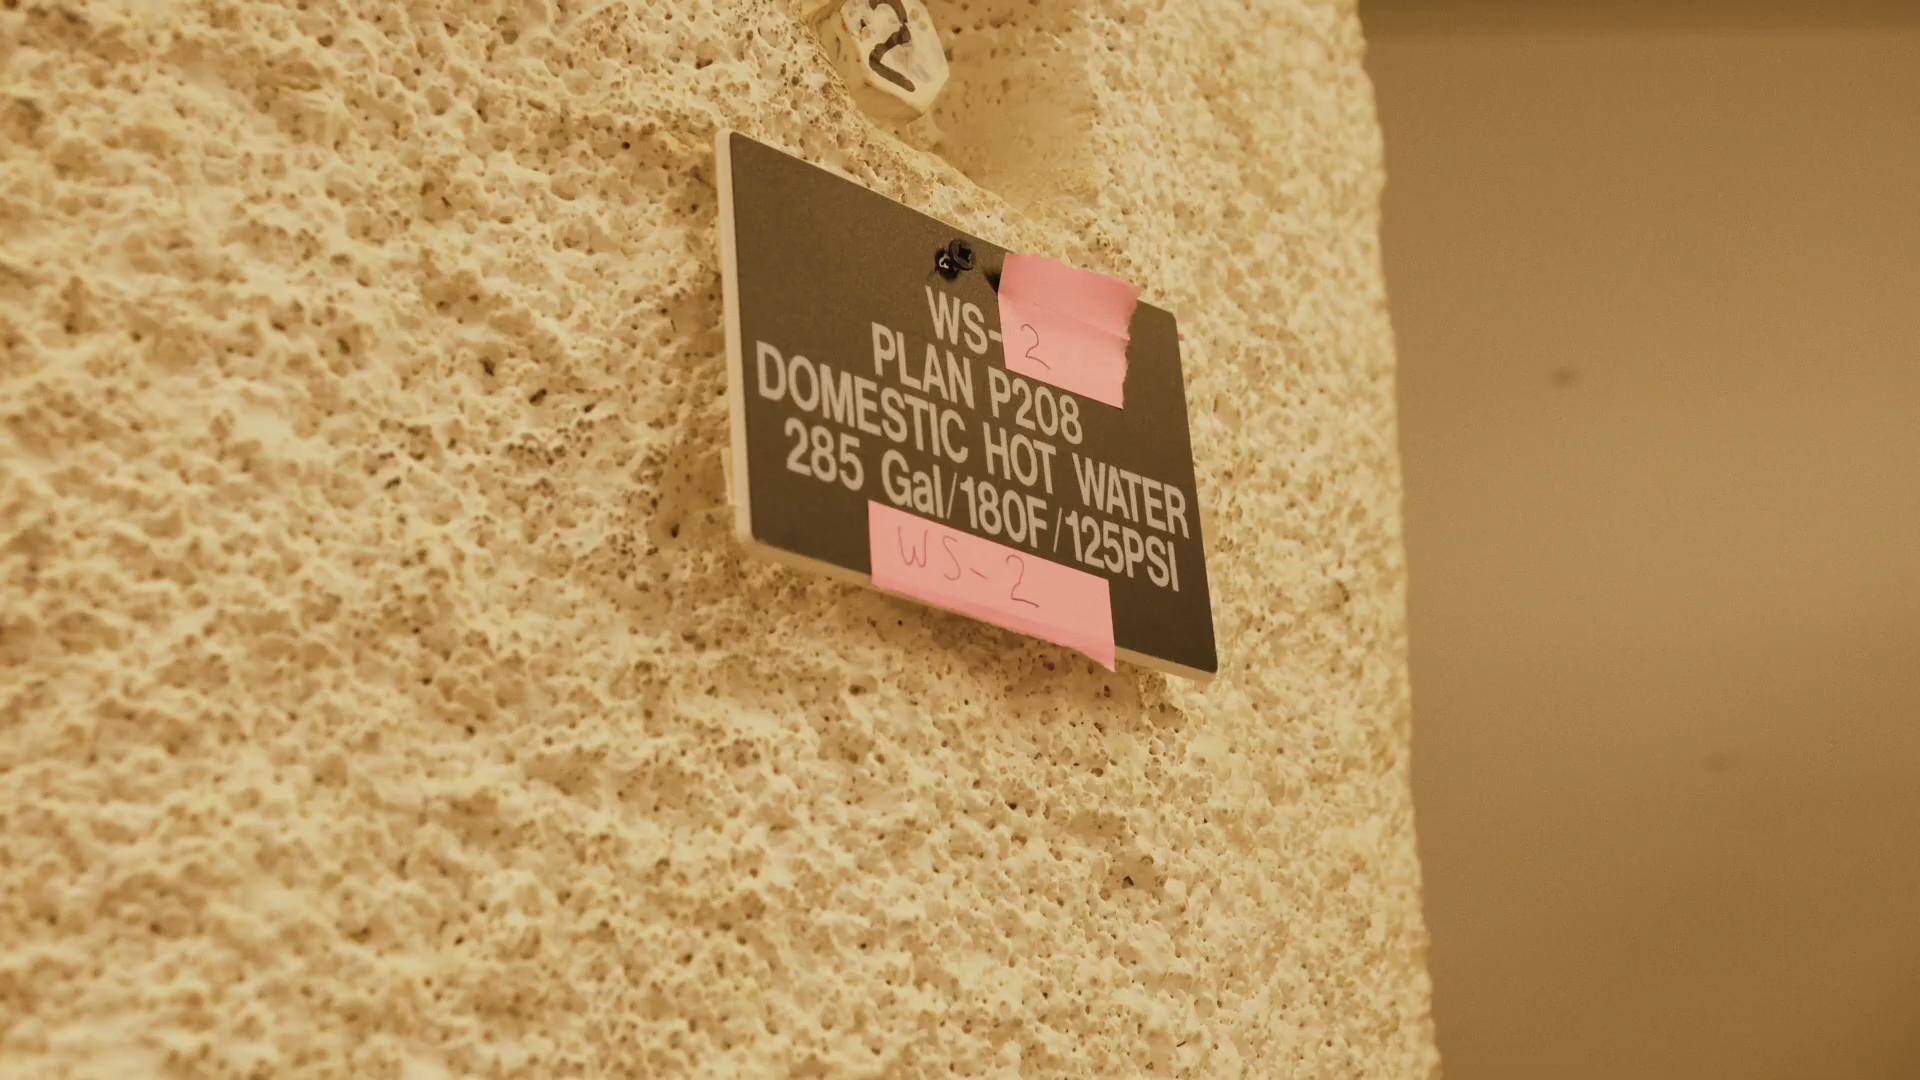 2
WS-2
PLAN P208
DOMESTIC HOT WATER
285 Gal/180F/125PSI
WS-2